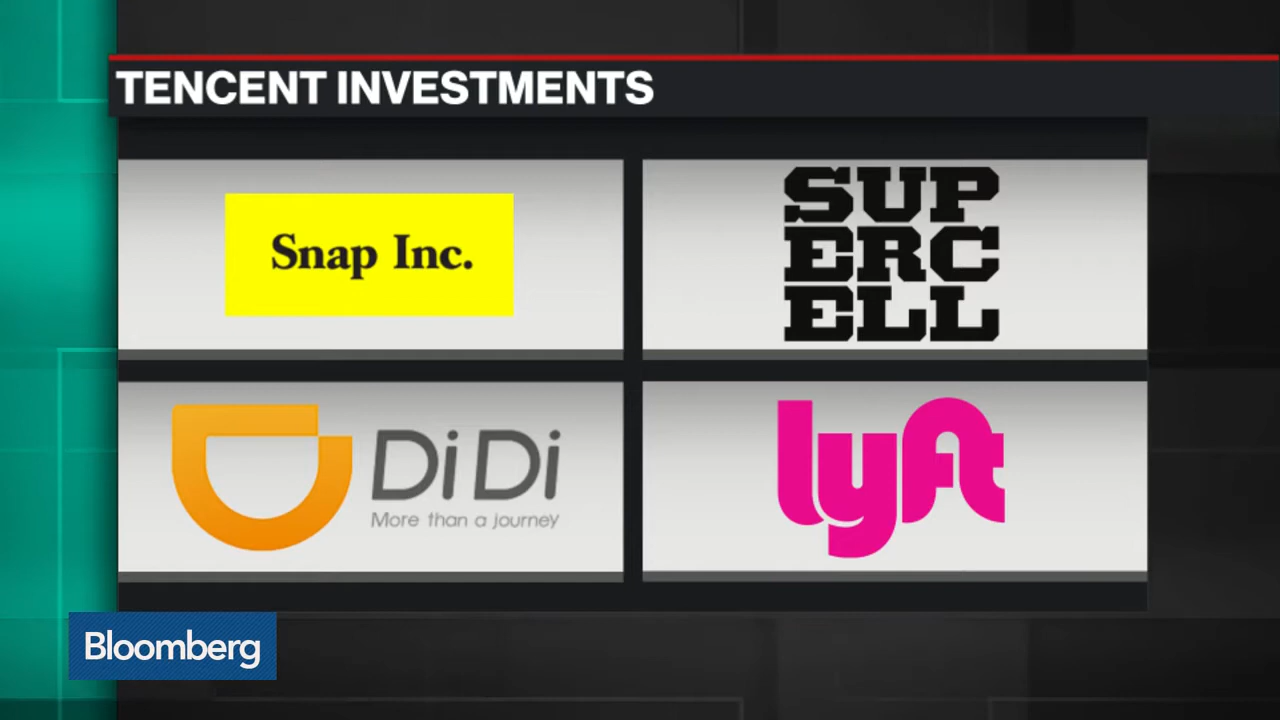 TENCENT INVESTMENTS
Snap Inc.
SUP
ERC
ELL
DiDi
More than a journey
lyft
Bloomberg